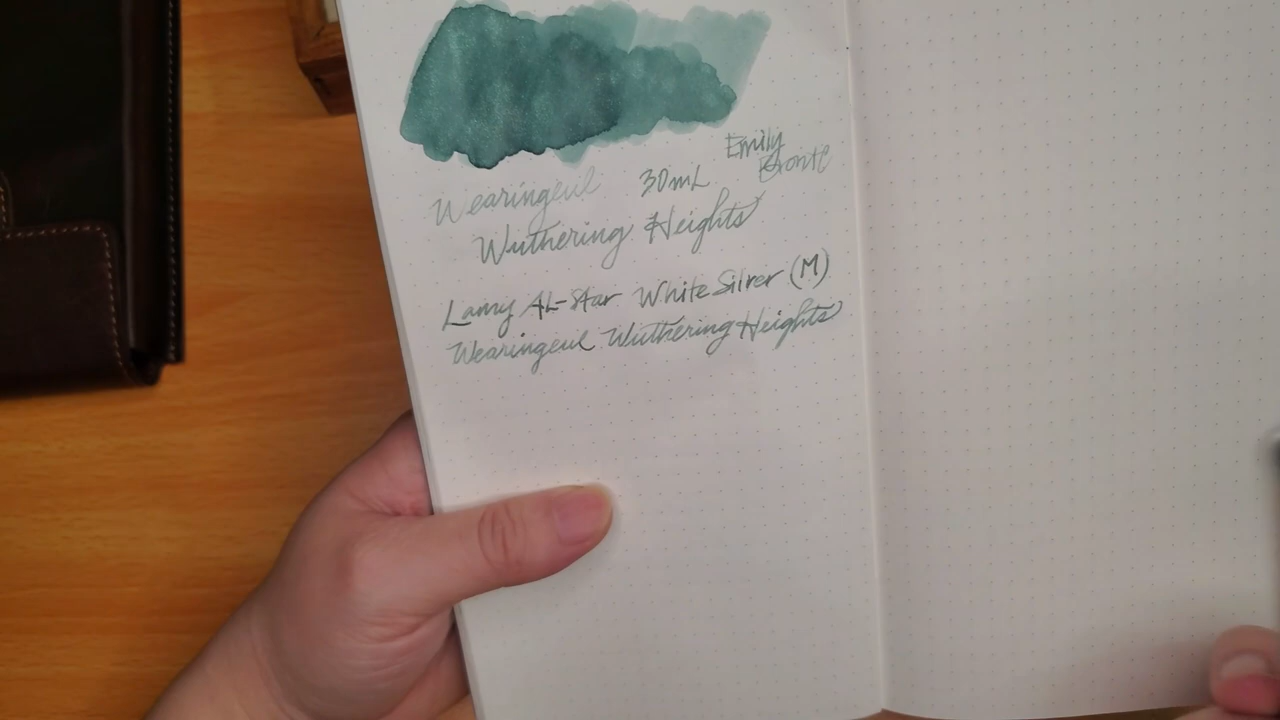 Wearingeul 30mL Emily Bronte
Wuthering Heights
Lamy AL-Star White Silver (M)
Wearingeul Wuthering Heights